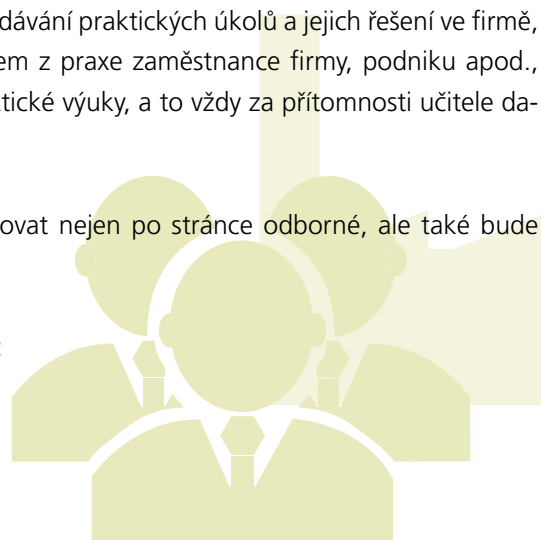 dávání praktických úkolů a jejich řešení ve firmě,
em z praxe zaměstnance firmy, podniku apod.,
tické výuky, a to vždy za přítomnosti učitele da-
ovat nejen po stránce odborné, ale také bude